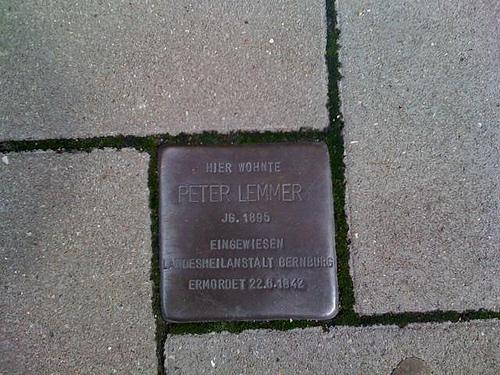 HIER WOHNTE
PETER LEMMER
JG. 1895
EINGEWIESEN
LANDESHEILANSTALT BERNBURG
ERMORDET 22.6.1942